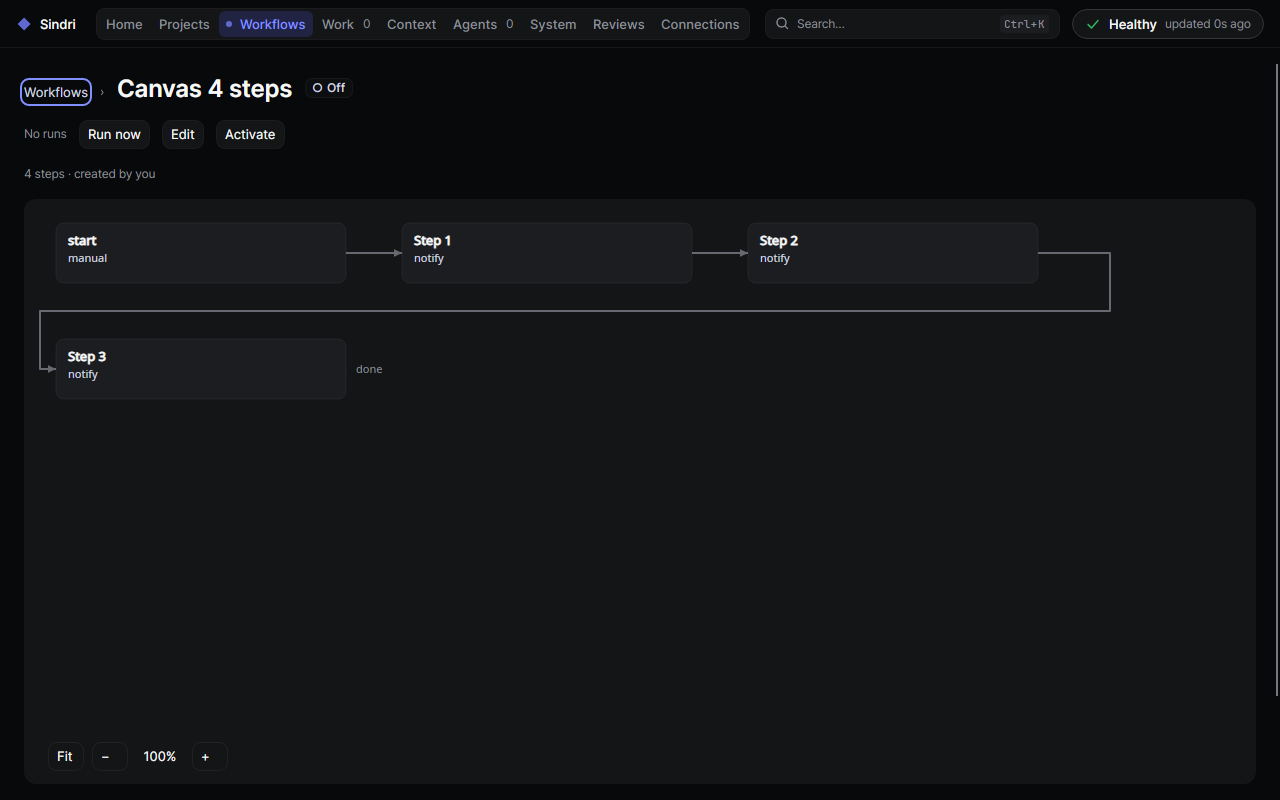 Sindri
Home Projects Workflows Work 0 Context Agents 0 System Reviews Connections
Search... Ctrl+K
Healthy updated 0s ago
Workflows › Canvas 4 steps Off
No runs Run now Edit Activate
4 steps · created by you
start
manual
Step 1
notify
Step 2
notify
Step 3
notify
done
Fit − 100% +